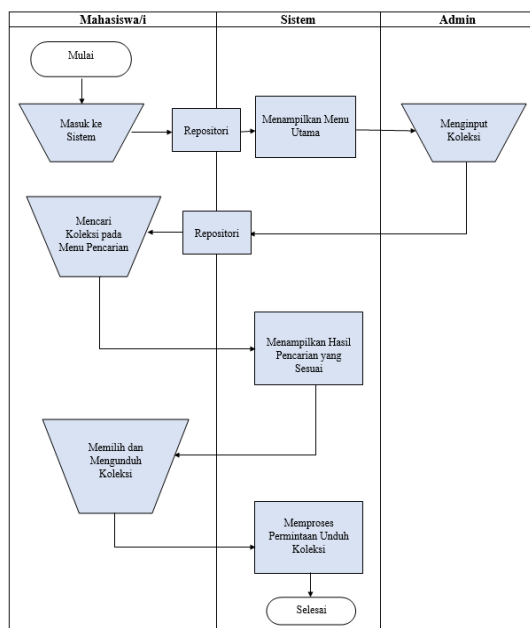 Mahasiswa/i
Sistem
Admin
Mulai
Masuk ke
Sistem
Repositori
Menampilkan Menu
Utama
Menginput
Koleksi
Mencari
Koleksi pada
Menu Pencarian
Repositori
Menampilkan Hasil
Pencarian yang
Sesuai
Memilih dan
Mengunduh
Koleksi
Memproses
Permintaan Unduh
Koleksi
Selesai